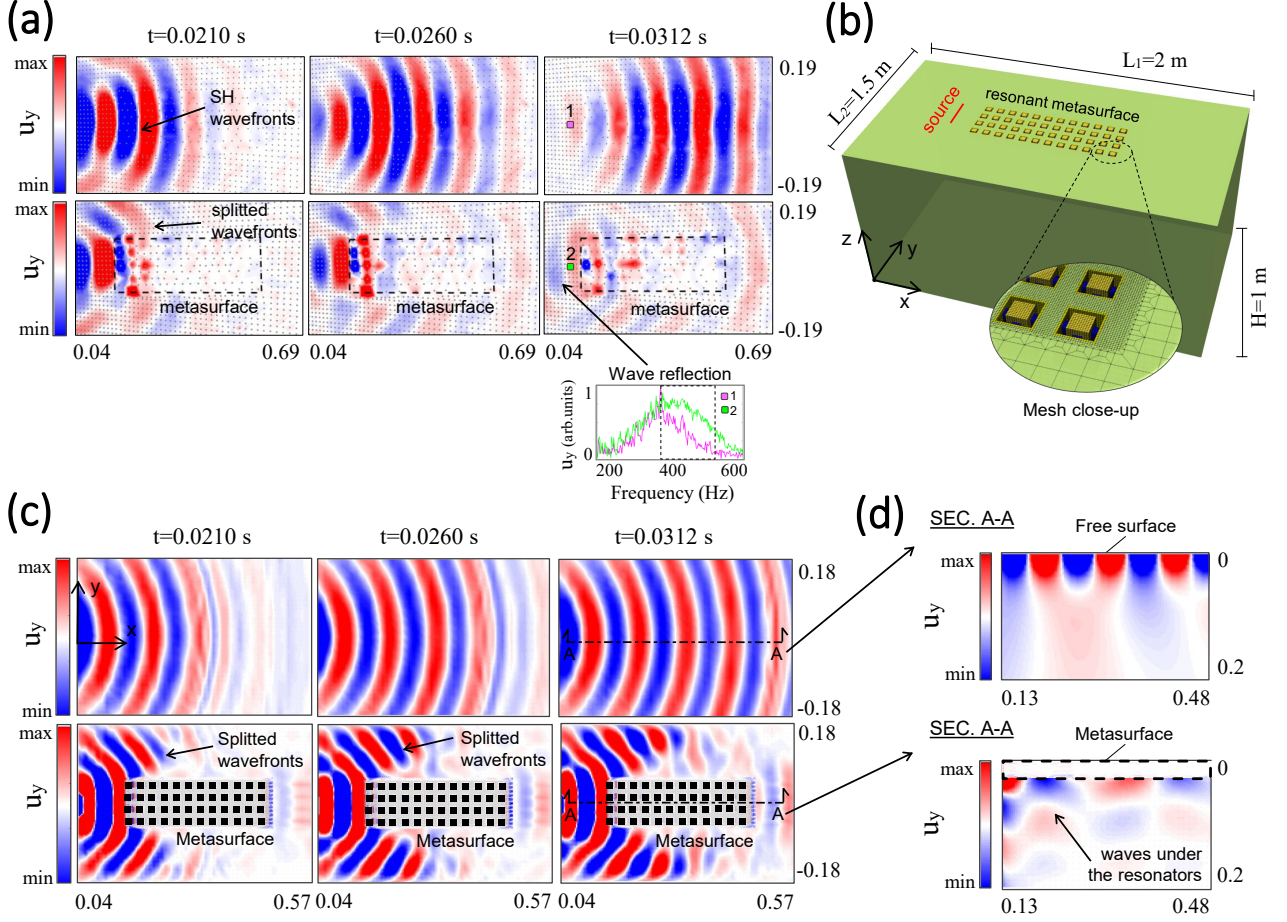 (a)
t=0.0210 s
t=0.0260 s
t=0.0312 s
max
uy
min
SH
wavefronts
1
0.19
-0.19
max
uy
min
splitted
wavefronts
metasurface
metasurface
2
metasurface
0.19
-0.19
0.04
0.69
0.04
0.69
0.04
0.69
Wave reflection
1
uy (arb.units)
0
1
2
200
400
600
Frequency (Hz)
(b)
L2=1.5 m
L1=2 m
source
resonant metasurface
z
y
x
H=1 m
Mesh close-up
(c)
t=0.0210 s
t=0.0260 s
t=0.0312 s
max
uy
min
y
x
A
A
0.18
-0.18
max
uy
min
Splitted
wavefronts
Metasurface
Splitted
wavefronts
Metasurface
A
A
Metasurface
0.18
-0.18
0.04
0.57
0.04
0.57
0.04
0.57
(d)
SEC. A-A
Free surface
max
uy
min
0
0.2
0.13
0.48
SEC. A-A
Metasurface
max
uy
min
0
0.2
waves under
the resonators
0.13
0.48